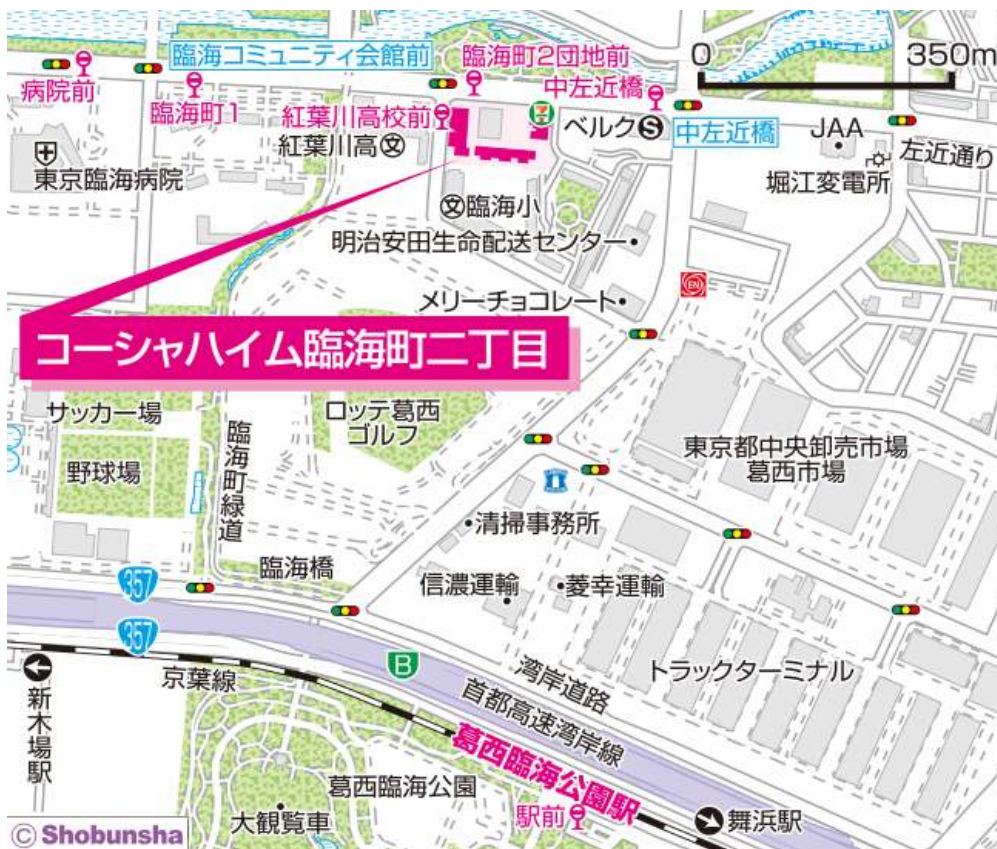 臨海コミュニティ会館前
臨海町2団地前
0 350m
病院前
臨海町1
紅葉川高校前
中左近橋
7
紅葉川高文
ベルクS
中左近橋
JAA
左近通り
東京臨海病院
堀江変電所
文臨海小
明治安田生命配送センター
EN
メリーチョコレート
コーシャハイム臨海町二丁目
サッカー場
ロッテ葛西
ゴルフ
野球場
臨海町緑道
東京都中央卸売市場
葛西市場
清掃事務所
臨海橋
信濃運輸
菱幸運輸
357
357
B
湾岸道路
トラックターミナル
京葉線
首都高速湾岸線
新木場駅
葛西臨海公園駅
葛西臨海公園
大観覧車
駅前
舞浜駅
© Shobunsha